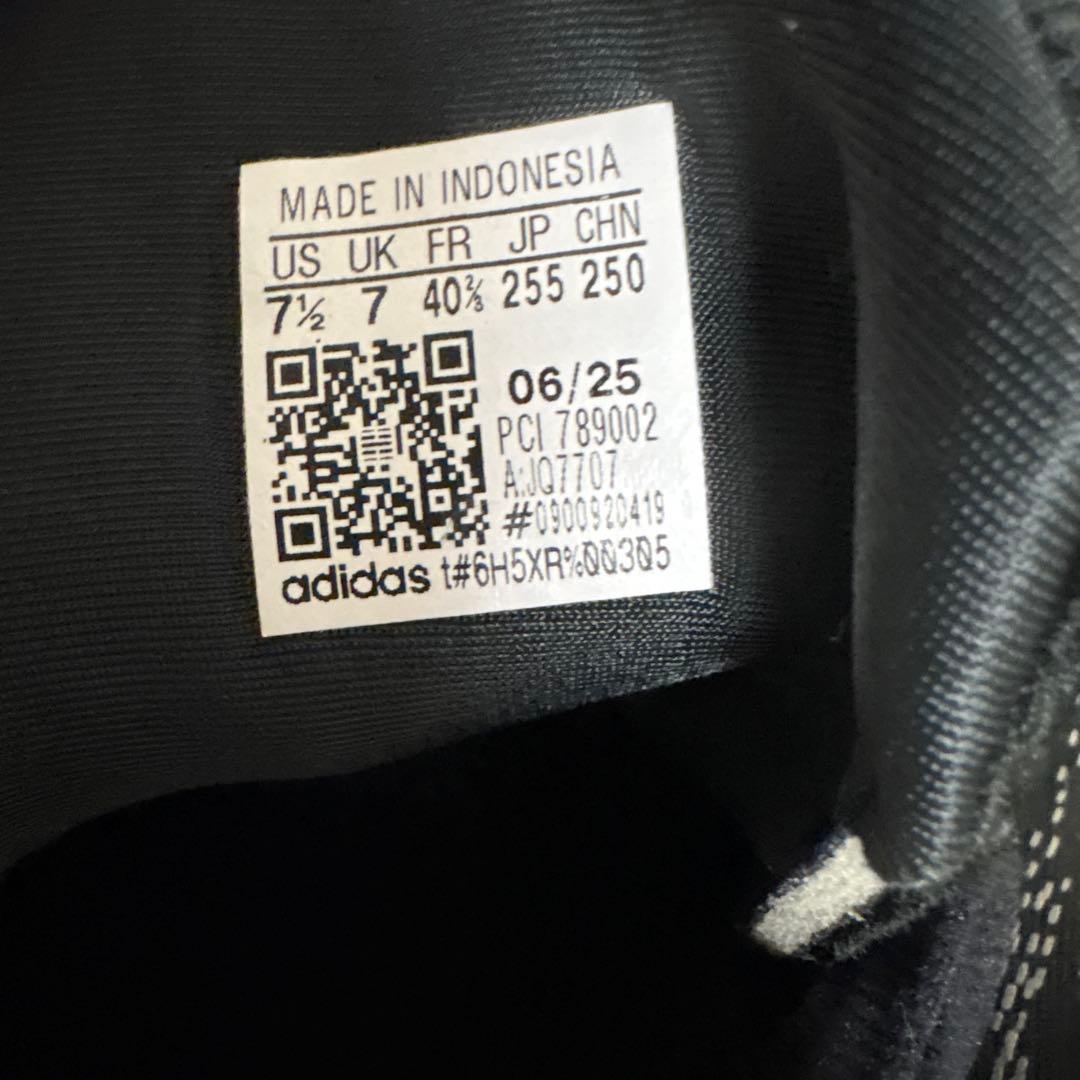 MADE IN INDONESIA
US UK FR JP CHN
7½ 7 40⅔ 255 250
06/25
PCI 789002
A:JQ7707
#0900920419
adidas t#6H5XR%00305